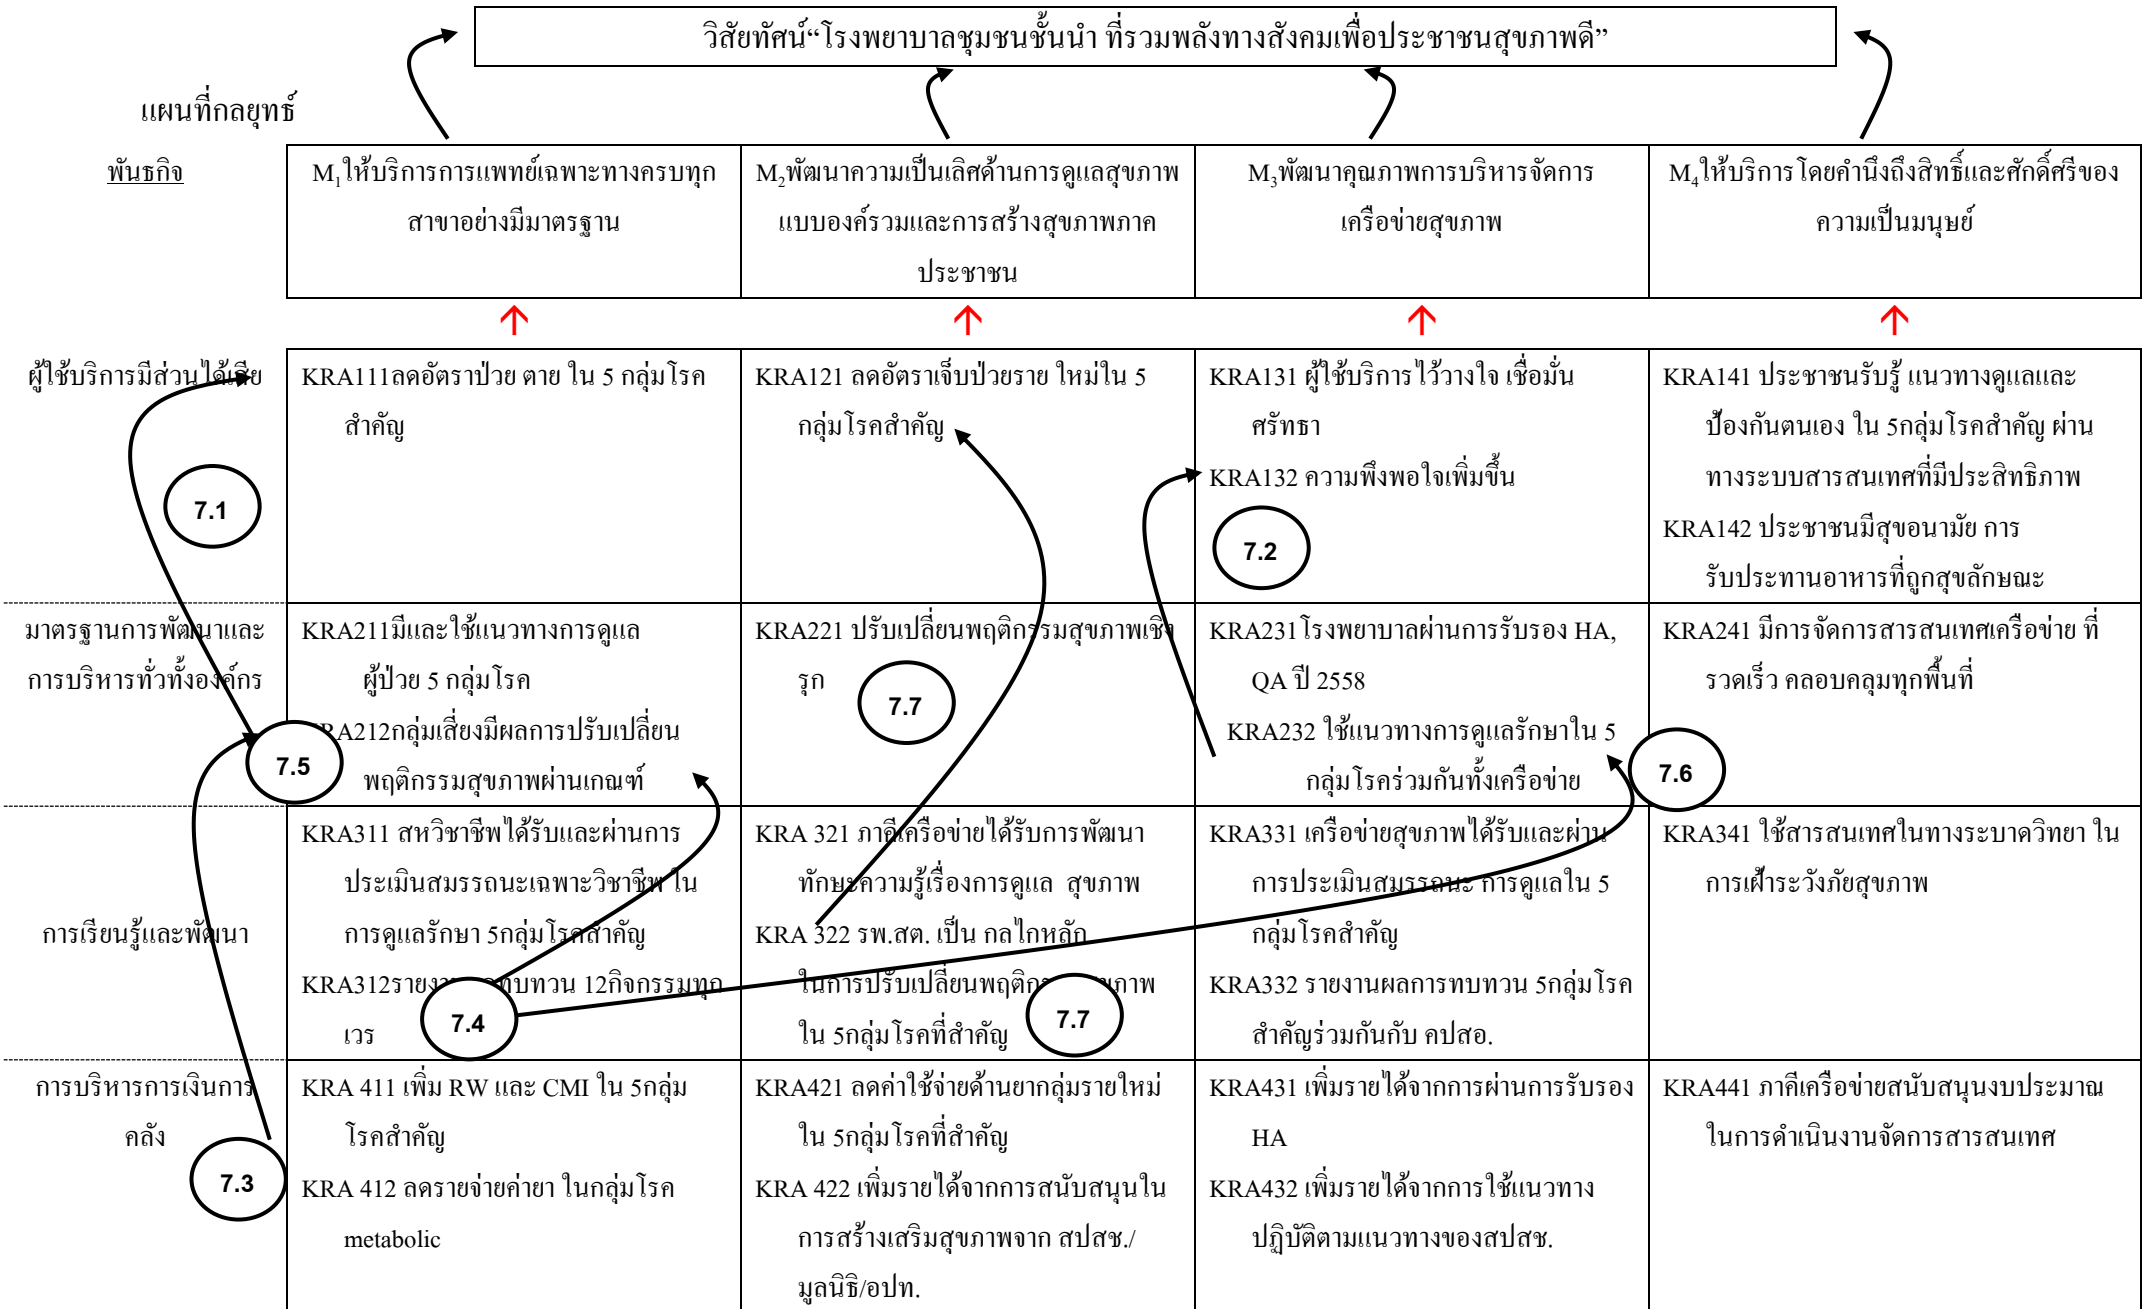 วิสัยทัศน์“โรงพยาบาลชุมชนชั้นนำ ที่รวมพลังทางสังคมเพื่อประชาชนสุขภาพดี”
แผนที่กลยุทธ์
พันธกิจ
M1ให้บริการการแพทย์เฉพาะทางครบทุก
สาขาอย่างมีมาตรฐาน
M2พัฒนาความเป็นเลิศด้านการดูแลสุขภาพ
แบบองค์รวมและการสร้างสุขภาพภาค
ประชาชน
M3พัฒนาคุณภาพการบริหารจัดการ
เครือข่ายสุขภาพ
M4ให้บริการโดยคำนึงถึงสิทธิ์และศักดิ์ศรีของ
ความเป็นมนุษย์
ผู้ใช้บริการมีส่วนได้เสีย
KRA111ลดอัตราป่วย ตาย ใน 5 กลุ่มโรค
สำคัญ
7.1
KRA121 ลดอัตราเจ็บป่วยราย ใหม่ใน 5
กลุ่มโรคสำคัญ
KRA131 ผู้ใช้บริการไว้วางใจ เชื่อมั่น
ศรัทธา
KRA132 ความพึงพอใจเพิ่มขึ้น
7.2
KRA141 ประชาชนรับรู้ แนวทางดูแลและ
ป้องกันตนเอง ใน 5กลุ่มโรคสำคัญ ผ่าน
ทางระบบสารสนเทศที่มีประสิทธิภาพ
KRA142 ประชาชนมีสุขอนามัย การ
รับประทานอาหารที่ถูกสุขลักษณะ
มาตรฐานการพัฒนาและ
การบริหารทั่วทั้งองค์กร
KRA211มีและใช้แนวทางการดูแล
ผู้ป่วย 5 กลุ่มโรค
RA212กลุ่มเสี่ยงมีผลการปรับเปลี่ยน
พฤติกรรมสุขภาพผ่านเกณฑ์
7.5
KRA221 ปรับเปลี่ยนพฤติกรรมสุขภาพเชิง
รุก
7.7
KRA231โรงพยาบาลผ่านการรับรอง HA,
QA ปี 2558
KRA232 ใช้แนวทางการดูแลรักษาใน 5
กลุ่มโรคร่วมกันทั้งเครือข่าย
7.6
KRA241 มีการจัดการสารสนเทศเครือข่าย ที่
รวดเร็ว คลอบคลุมทุกพื้นที่
การเรียนรู้และพัฒนา
KRA311 สหวิชาชีพได้รับและผ่านการ
ประเมินสมรรถนะเฉพาะวิชาชีพ ใน
การดูแลรักษา 5กลุ่มโรคสำคัญ
KRA312รายงา ทบทวน 12กิจกรรมทุก
เวร
7.4
KRA 321 ภาคีเครือข่ายได้รับการพัฒนา
ทักษะความรู้เรื่องการดูแล สุขภาพ
KRA 322 รพ.สต. เป็น กลไกหลัก
ในการปรับเปลี่ยนพฤติก ภาพ
ใน 5กลุ่มโรคที่สำคัญ
7.7
KRA331 เครือข่ายสุขภาพได้รับและผ่าน
การประเมินสมรรถนะ การดูแลใน 5
กลุ่มโรคสำคัญ
KRA332 รายงานผลการทบทวน 5กลุ่มโรค
สำคัญร่วมกันกับ คปสอ.
KRA341 ใช้สารสนเทศในทางระบาดวิทยา ใน
การเฝ้าระวังภัยสุขภาพ
การบริหารการเงินการ
คลัง
7.3
KRA 411 เพิ่ม RW และ CMI ใน 5กลุ่ม
โรคสำคัญ
KRA 412 ลดรายจ่ายค่ายา ในกลุ่มโรค
metabolic
KRA421 ลดค่าใช้จ่ายด้านยากลุ่มรายใหม่
ใน 5กลุ่มโรคที่สำคัญ
KRA 422 เพิ่มรายได้จากการสนับสนุนใน
การสร้างเสริมสุขภาพจาก สปสช./
มูลนิธิ/อปท.
KRA431 เพิ่มรายได้จากการผ่านการรับรอง
HA
KRA432 เพิ่มรายได้จากการใช้แนวทาง
ปฏิบัติตามแนวทางของสปสช.
KRA441 ภาคีเครือข่ายสนับสนุนงบประมาณ
ในการดำเนินงานจัดการสารสนเทศ